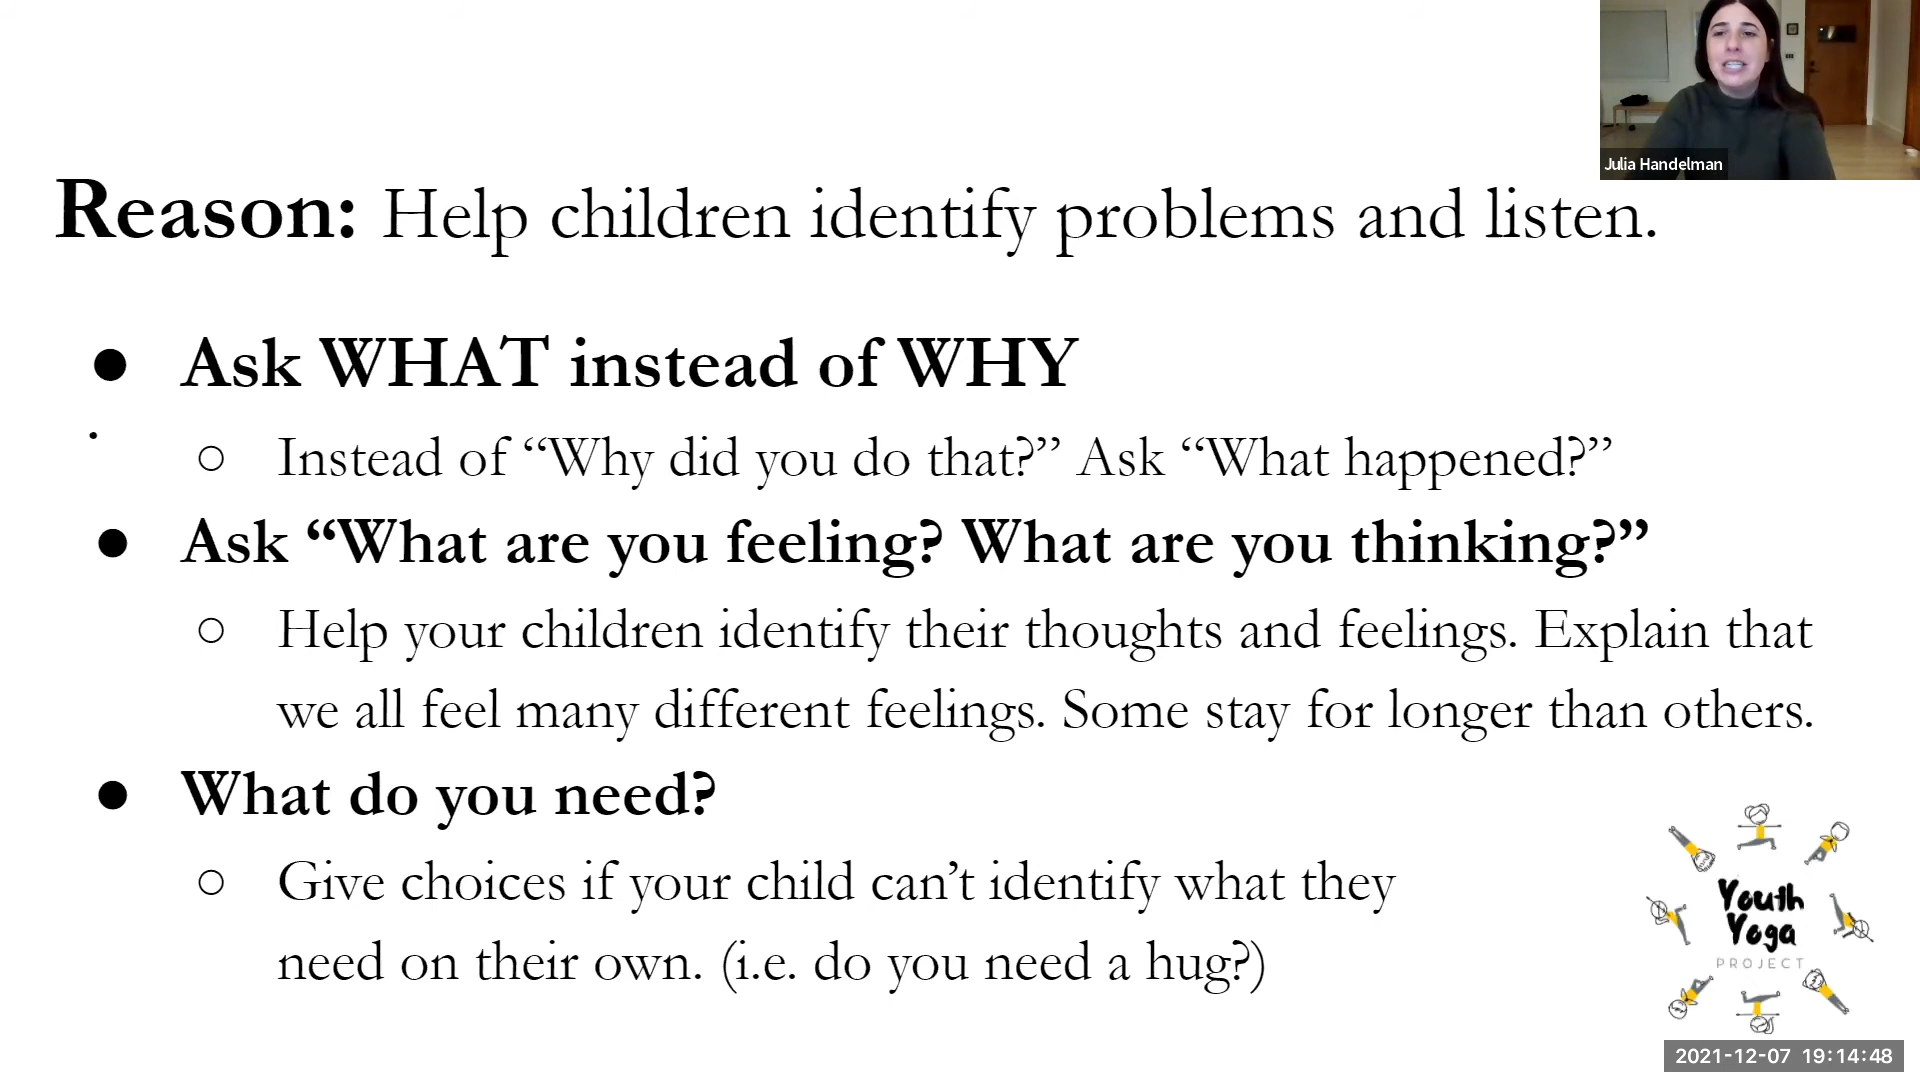 Julia Handelman
Reason: Help children identify problems and listen.
● Ask WHAT instead of WHY
○ Instead of “Why did you do that?” Ask “What happened?”
● Ask “What are you feeling? What are you thinking?”
○ Help your children identify their thoughts and feelings. Explain that
we all feel many different feelings. Some stay for longer than others.
● What do you need?
○ Give choices if your child can’t identify what they
need on their own. (i.e. do you need a hug?)
Youth
Yoga
PROJECT
2021-12-07 19:14:48